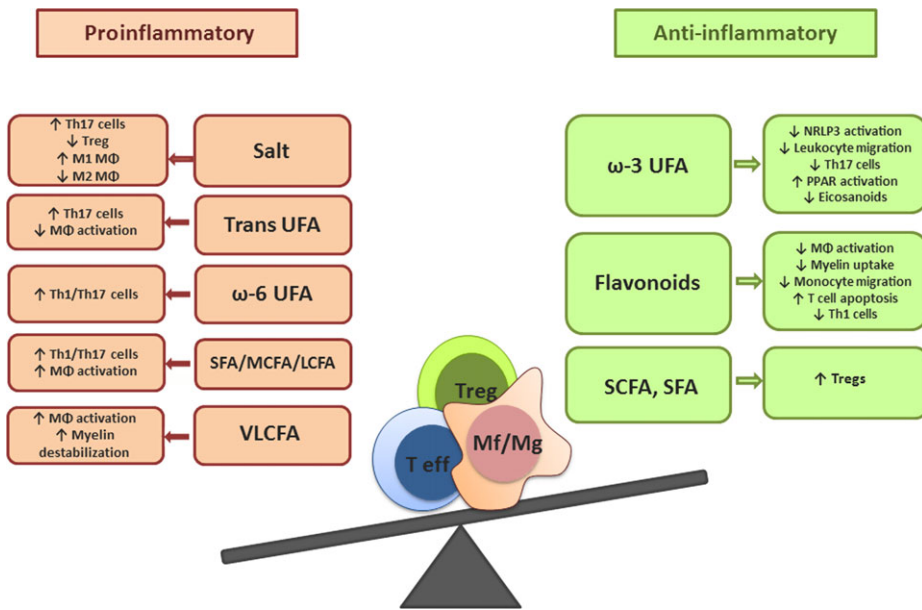 Proinflammatory
Anti-inflammatory
↑ Th17 cells
↓ Treg
↑ M1 MΦ
↓ M2 MΦ
Salt
↑ Th17 cells
↓ MΦ activation
Trans UFA
↑ Th1/Th17 cells
ω-6 UFA
↑ Th1/Th17 cells
↑ MΦ activation
SFA/MCFA/LCFA
↑ MΦ activation
↑ Myelin
destabilization
VLCFA
ω-3 UFA
↓ NRLP3 activation
↓ Leukocyte migration
↓ Th17 cells
↑ PPAR activation
↓ Eicosanoids
Flavonoids
↓ MΦ activation
↓ Myelin uptake
↓ Monocyte migration
↑ T cell apoptosis
↓ Th1 cells
SCFA, SFA
↑ Tregs
Treg
T eff
Mf/Mg